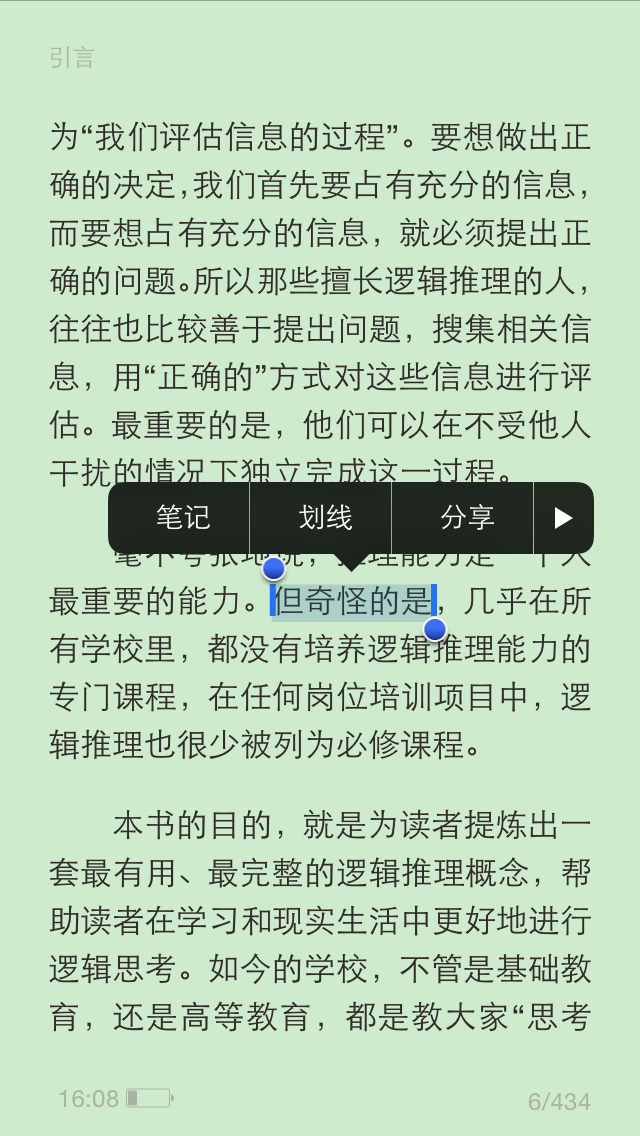 引言
为“我们评估信息的过程”。要想做出正
确的决定,我们首先要占有充分的信息,
而要想占有充分的信息，就必须提出正
确的问题。所以那些擅长逻辑推理的人,
往往也比较善于提出问题，搜集相关信
息，用“正确的”方式对这些信息进行评
估。最重要的是，他们可以在不受他人
干扰的情况下独立完成这一过程。
笔记 划线 分享
毫不夸张地说，推理能力是一个人
最重要的能力。但奇怪的是，几乎在所
有学校里，都没有培养逻辑推理能力的
专门课程，在任何岗位培训项目中，逻
辑推理也很少被列为必修课程。
本书的目的，就是为读者提炼出一
套最有用、最完整的逻辑推理概念，帮
助读者在学习和现实生活中更好地进行
逻辑思考。如今的学校，不管是基础教
育，还是高等教育，都是教大家“思考
16:08
6/434